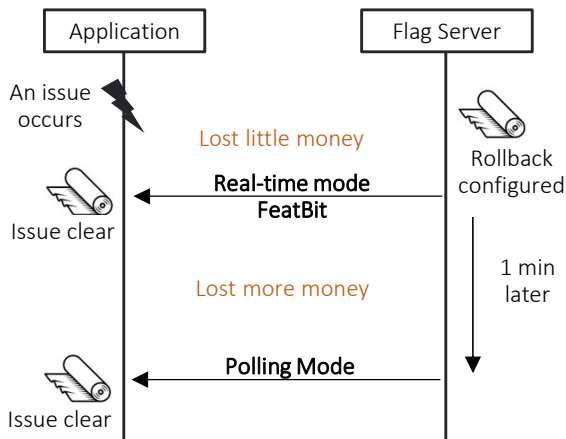 Application
Flag Server
An issue
occurs
Lost little money
Rollback
configured
Real-time mode
FeatBit
Issue clear
1 min
later
Lost more money
Polling Mode
Issue clear